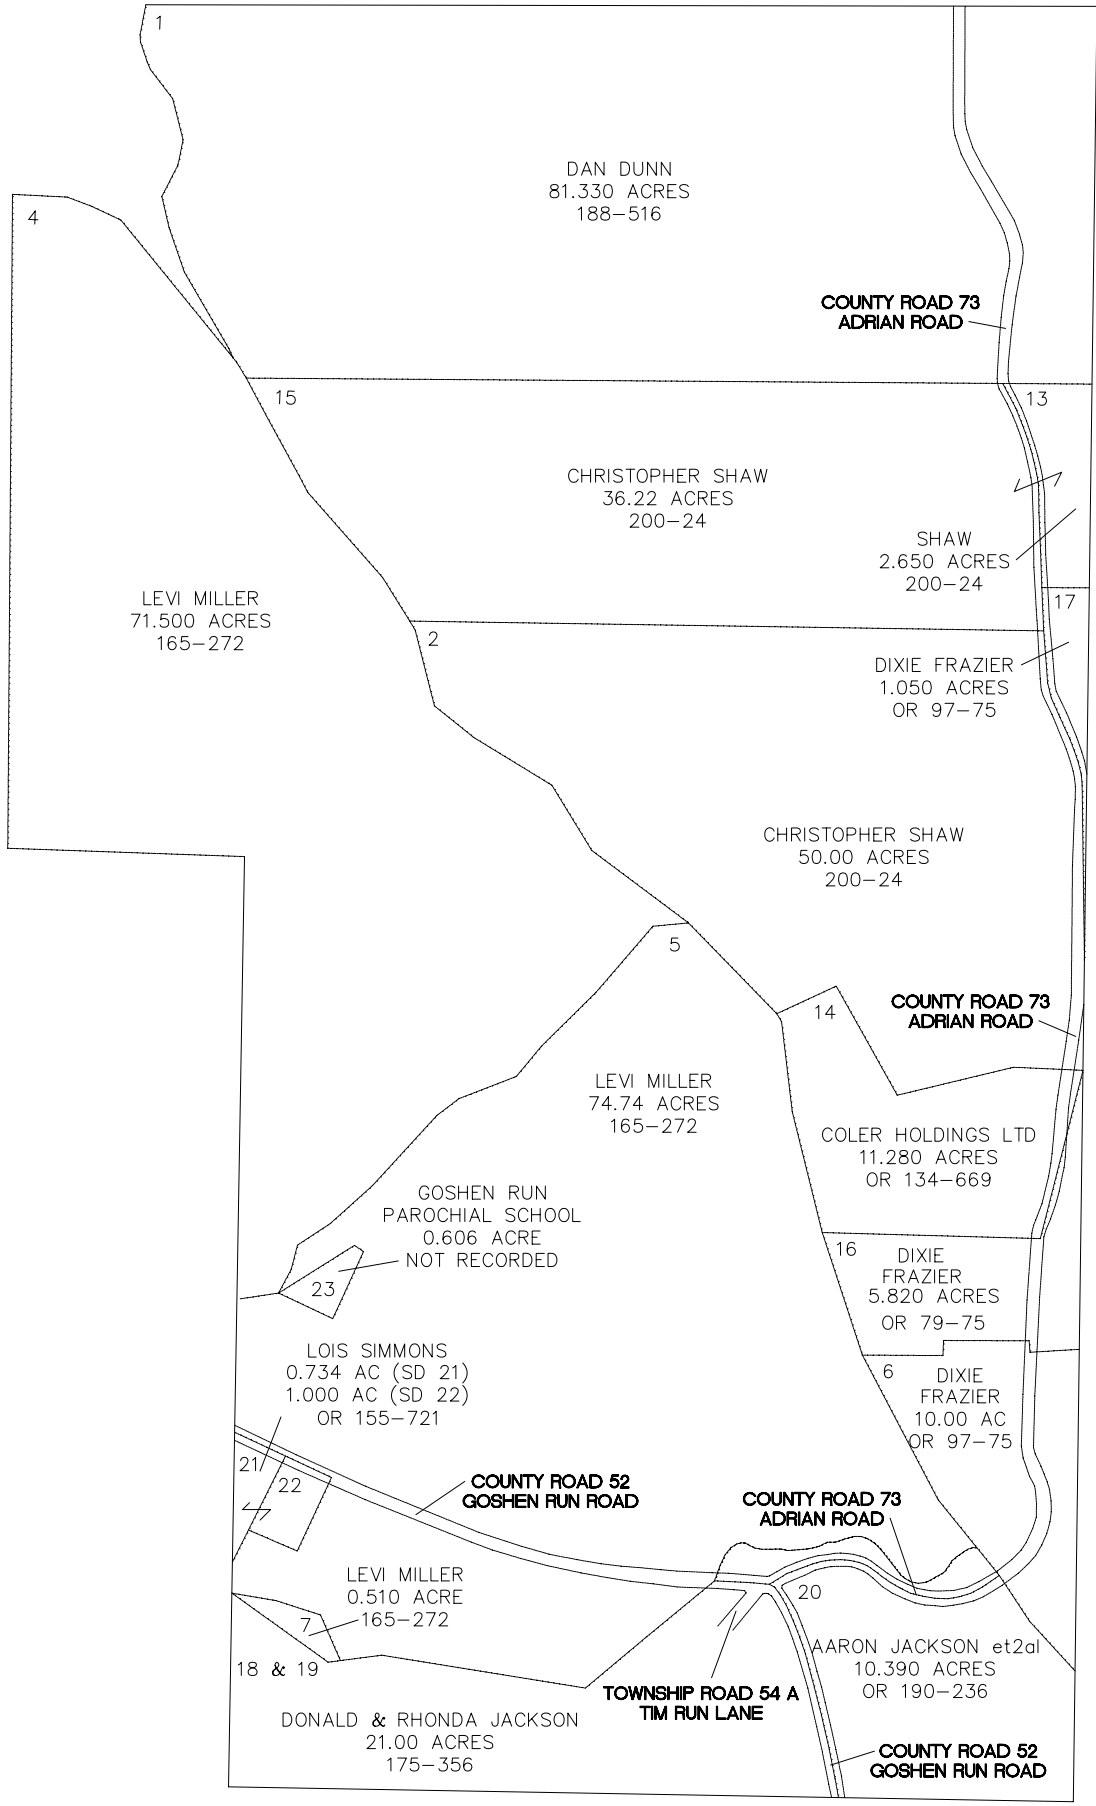 1
DAN DUNN
81.330 ACRES
188-516
4
COUNTY ROAD 73
ADRIAN ROAD
15
13
CHRISTOPHER SHAW
36.22 ACRES
200-24
SHAW
2.650 ACRES
200-24
LEVI MILLER
71.500 ACRES
165-272
17
2
DIXIE FRAZIER
1.050 ACRES
OR 97-75
CHRISTOPHER SHAW
50.00 ACRES
200-24
5
14
COUNTY ROAD 73
ADRIAN ROAD
LEVI MILLER
74.74 ACRES
165-272
COLER HOLDINGS LTD
11.280 ACRES
OR 134-669
GOSHEN RUN
PAROCHIAL SCHOOL
0.606 ACRE
NOT RECORDED
23
16
DIXIE
FRAZIER
5.820 ACRES
OR 79-75
LOIS SIMMONS
0.734 AC (SD 21)
1.000 AC (SD 22)
OR 155-721
6
DIXIE
FRAZIER
10.00 AC
OR 97-75
21
22
COUNTY ROAD 52
GOSHEN RUN ROAD
COUNTY ROAD 73
ADRIAN ROAD
LEVI MILLER
0.510 ACRE
165-272
7
20
18 & 19
AARON JACKSON et2al
10.390 ACRES
OR 190-236
TOWNSHIP ROAD 54 A
TIM RUN LANE
DONALD & RHONDA JACKSON
21.00 ACRES
175-356
COUNTY ROAD 52
GOSHEN RUN ROAD